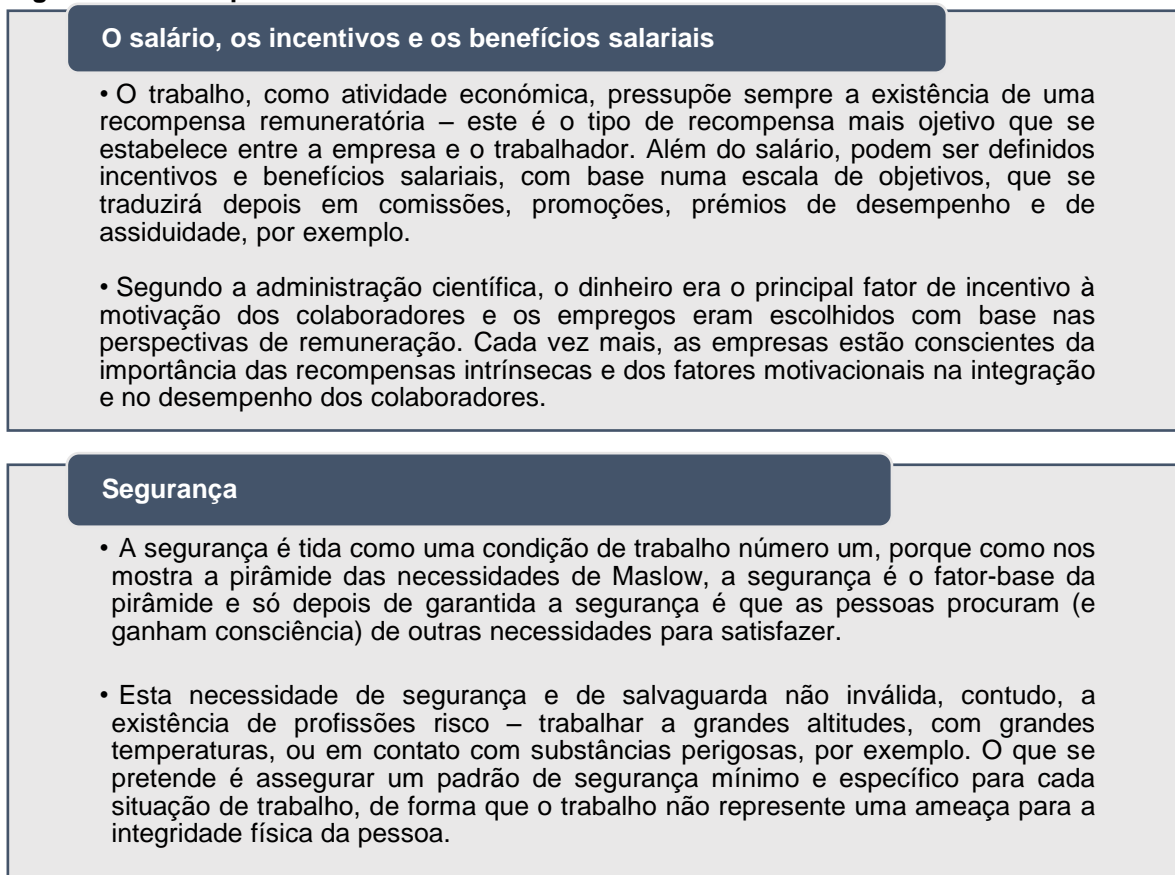 O salário, os incentivos e os benefícios salariais
• O trabalho, como atividade económica, pressupõe sempre a existência de uma
recompensa remuneratória – este é o tipo de recompensa mais ojetivo que se
estabelece entre a empresa e o trabalhador. Além do salário, podem ser definidos
incentivos e benefícios salariais, com base numa escala de objetivos, que se
traduzirá depois em comissões, promoções, prémios de desempenho e de
assiduidade, por exemplo.
• Segundo a administração científica, o dinheiro era o principal fator de incentivo à
motivação dos colaboradores e os empregos eram escolhidos com base nas
perspectivas de remuneração. Cada vez mais, as empresas estão conscientes da
importância das recompensas intrínsecas e dos fatores motivacionais na integração
e no desempenho dos colaboradores.
Segurança
• A segurança é tida como uma condição de trabalho número um, porque como nos
mostra a pirâmide das necessidades de Maslow, a segurança é o fator-base da
pirâmide e só depois de garantida a segurança é que as pessoas procuram (e
ganham consciência) de outras necessidades para satisfazer.
• Esta necessidade de segurança e de salvaguarda não inválida, contudo, a
existência de profissões risco – trabalhar a grandes altitudes, com grandes
temperaturas, ou em contato com substâncias perigosas, por exemplo. O que se
pretende é assegurar um padrão de segurança mínimo e específico para cada
situação de trabalho, de forma que o trabalho não represente uma ameaça para a
integridade física da pessoa.